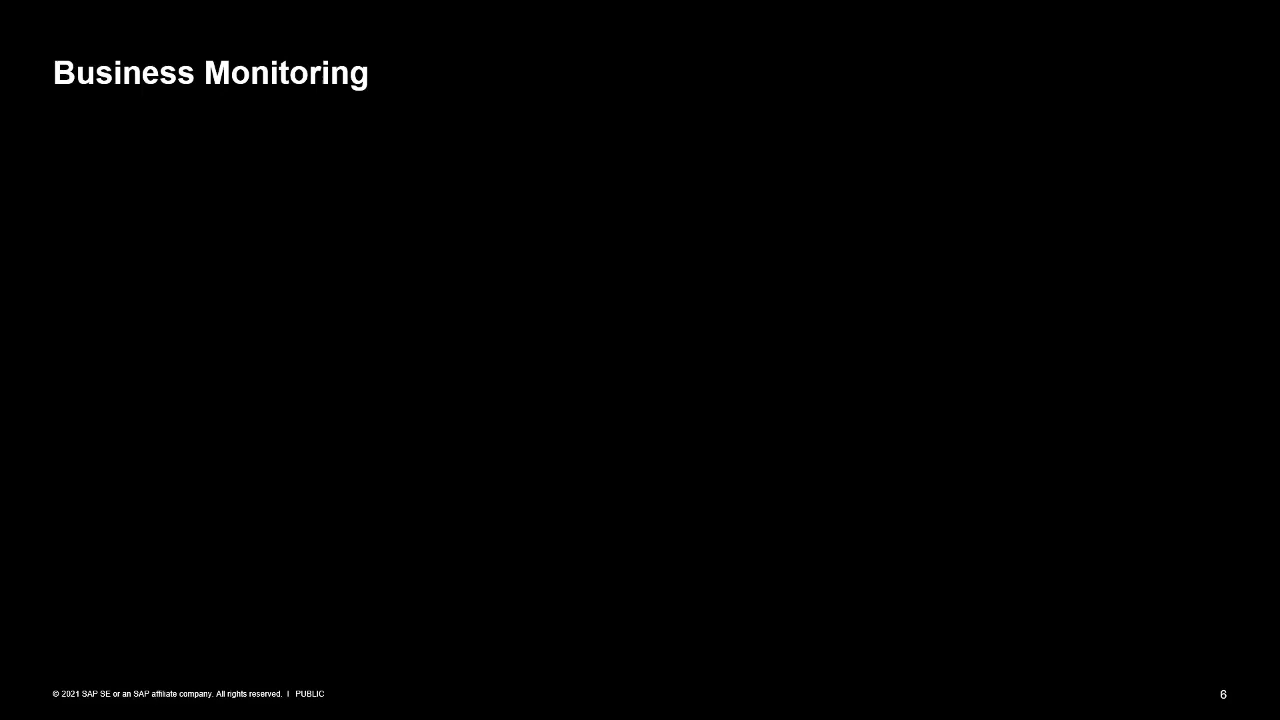 Business Monitoring
© 2021 SAP SE or an SAP affiliate company. All rights reserved. I PUBLIC
6